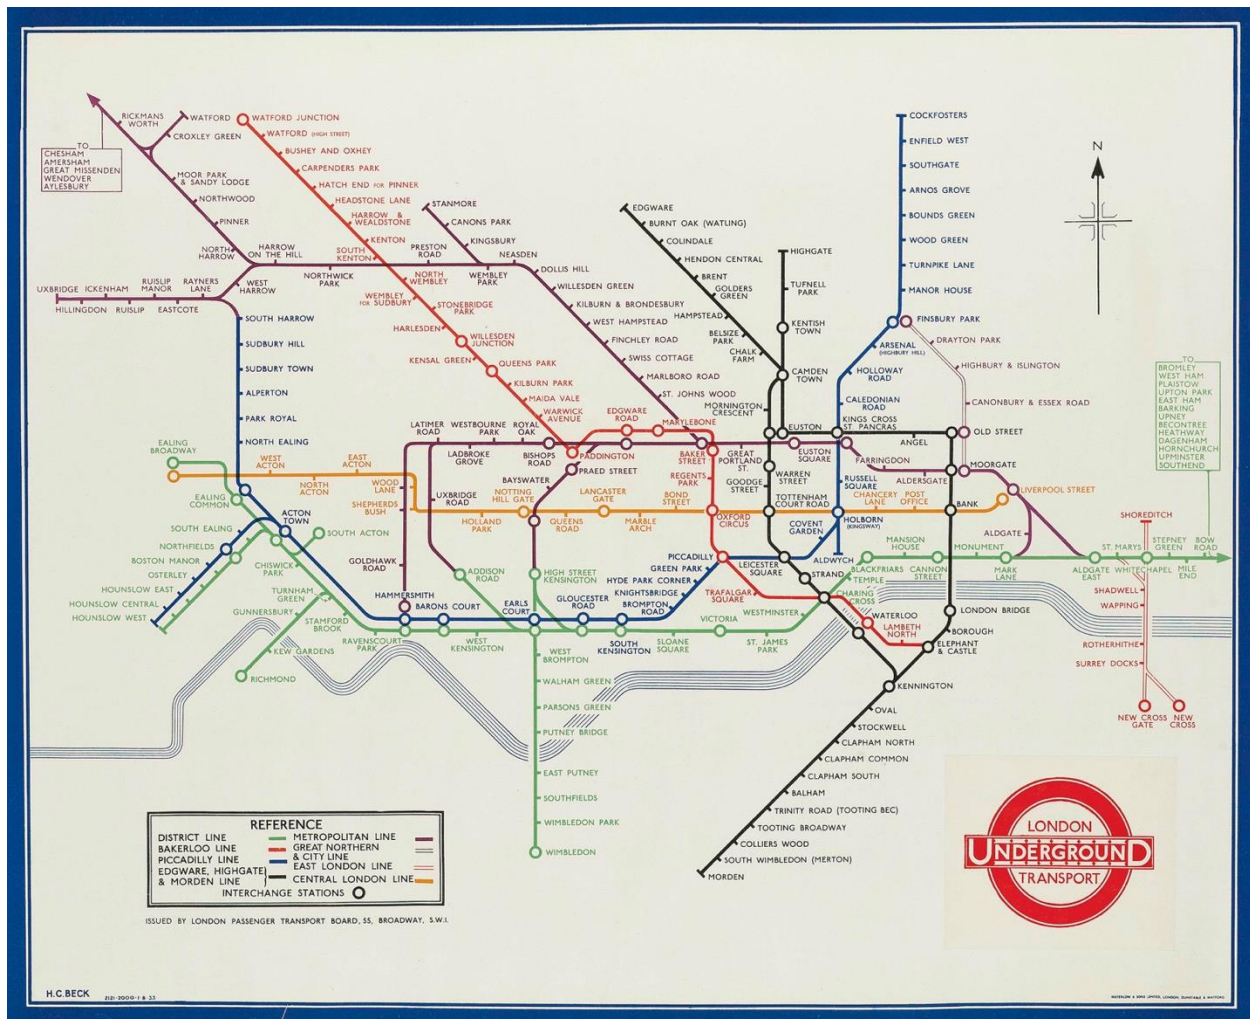 RICKMANS
WORTH
WATFORD
CROXLEY GREEN
TO
CHESHAM
AMERSHAM
GREAT MISSENDEN
WENDOVER
AYLESBURY
MOOR PARK
& SANDY LODGE
NORTHWOOD
PINNER
NORTH
HARROW
HARROW
ON THE HILL
NORTHWICK
PARK
PRESTON
ROAD
WEMBLEY
PARK
NEASDEN
STANMORE
CANONS PARK
KINGSBURY
UXBRIDGE
ICKENHAM
RUISLIP
MANOR
RAYNERS
LANE
WEST
HARROW
HILLINGDON
RUISLIP
EASTCOTE
DOLLIS HILL
WILLESDEN GREEN
KILBURN & BRONDESBURY
WEST HAMPSTEAD
FINCHLEY ROAD
SWISS COTTAGE
MARLBORO ROAD
ST. JOHNS WOOD
WATFORD JUNCTION
WATFORD (HIGH STREET)
BUSHEY AND OXHEY
CARPENDERS PARK
HATCH END FOR PINNER
HEADSTONE LANE
HARROW &
WEALDSTONE
KENTON
SOUTH
KENTON
NORTH
WEMBLEY
WEMBLEY
FOR SUDBURY
STONEBRIDGE
PARK
HARLESDEN
WILLESDEN
JUNCTION
KENSAL GREEN
QUEENS PARK
KILBURN PARK
MAIDA VALE
WARWICK
AVENUE
PADDINGTON
EDGWARE
ROAD
MARYLEBONE
BAKER
STREET
REGENTS
PARK
OXFORD
CIRCUS
PICCADILLY
TRAFALGAR
SQUARE
CHARING
CROSS
WATERLOO
LAMBETH
NORTH
ELEPHANT
& CASTLE
EDGWARE
BURNT OAK (WATLING)
COLINDALE
HENDON CENTRAL
BRENT
GOLDERS
GREEN
HAMPSTEAD
BELSIZE
PARK
CHALK
FARM
HIGHGATE
TUFNELL
PARK
KENTISH
TOWN
CAMDEN
TOWN
MORNINGTON
CRESCENT
EUSTON
WARREN
STREET
GOODGE
STREET
TOTTENHAM
COURT ROAD
LEICESTER
SQUARE
STRAND
KENNINGTON
OVAL
STOCKWELL
CLAPHAM NORTH
CLAPHAM COMMON
CLAPHAM SOUTH
BALHAM
TRINITY ROAD (TOOTING BEC)
TOOTING BROADWAY
COLLIERS WOOD
SOUTH WIMBLEDON (MERTON)
MORDEN
ANGEL
OLD STREET
MOORGATE
BANK
LONDON BRIDGE
BOROUGH
COCKFOSTERS
ENFIELD WEST
SOUTHGATE
ARNOS GROVE
BOUNDS GREEN
WOOD GREEN
TURNPIKE LANE
MANOR HOUSE
FINSBURY PARK
ARSENAL
(HIGHBURY HILL)
HOLLOWAY
ROAD
CALEDONIAN
ROAD
KINGS CROSS
ST. PANCRAS
RUSSELL
SQUARE
HOLBORN
(KINGSWAY)
COVENT
GARDEN
ALDWYCH
GREEN PARK
HYDE PARK CORNER
KNIGHTSBRIDGE
BROMPTON
ROAD
DRAYTON PARK
HIGHBURY & ISLINGTON
CANONBURY & ESSEX ROAD
N
LATIMER
ROAD
WESTBOURNE
PARK
ROYAL
OAK
LADBROKE
GROVE
BISHOPS
ROAD
PRAED STREET
BAYSWATER
GREAT
PORTLAND
ST.
EUSTON
SQUARE
FARRINGDON
ALDERSGATE
LIVERPOOL STREET
ALDGATE
UXBRIDGE
ROAD
GOLDHAWK
ROAD
HAMMERSMITH
SOUTH HARROW
SUDBURY HILL
SUDBURY TOWN
ALPERTON
PARK ROYAL
NORTH EALING
EALING
BROADWAY
WEST
ACTON
EAST
ACTON
NORTH
ACTON
WOOD
LANE
SHEPHERDS
BUSH
HOLLAND
PARK
NOTTING
HILL GATE
QUEENS
ROAD
LANCASTER
GATE
MARBLE
ARCH
BOND
STREET
CHANCERY
LANE
POST
OFFICE
EALING
COMMON
ACTON
TOWN
SOUTH EALING
NORTHFIELDS
BOSTON MANOR
OSTERLEY
HOUNSLOW EAST
HOUNSLOW CENTRAL
HOUNSLOW WEST
SOUTH ACTON
CHISWICK
PARK
TURNHAM
GREEN
GUNNERSBURY
KEW GARDENS
RICHMOND
STAMFORD
BROOK
RAVENSCOURT
PARK
BARONS COURT
WEST
KENSINGTON
EARLS
COURT
ADDISON
ROAD
HIGH STREET
KENSINGTON
GLOUCESTER
ROAD
SOUTH
KENSINGTON
SLOANE
SQUARE
VICTORIA
ST. JAMES
PARK
WESTMINSTER
TEMPLE
BLACKFRIARS
MANSION
HOUSE
CANNON
STREET
MONUMENT
MARK
LANE
ALDGATE
EAST
ST. MARYS
WHITECHAPEL
STEPNEY
GREEN
MILE
END
BOW
ROAD
TO
BROMLEY
WEST HAM
PLAISTOW
UPTON PARK
EAST HAM
BARKING
UPNEY
BECONTREE
HEATHWAY
DAGENHAM
HORNCHURCH
UPMINSTER
SOUTHEND
SHOREDITCH
SHADWELL
WAPPING
ROTHERHITHE
SURREY DOCKS
NEW CROSS
GATE
NEW
CROSS
WEST
BROMPTON
WALHAM GREEN
PARSONS GREEN
PUTNEY BRIDGE
EAST PUTNEY
SOUTHFIELDS
WIMBLEDON PARK
WIMBLEDON
REFERENCE
DISTRICT LINE
BAKERLOO LINE
PICCADILLY LINE
EDGWARE, HIGHGATE
& MORDEN LINE
METROPOLITAN LINE
GREAT NORTHERN
& CITY LINE
EAST LONDON LINE
CENTRAL LONDON LINE
INTERCHANGE STATIONS
ISSUED BY LONDON PASSENGER TRANSPORT BOARD, 55, BROADWAY, S.W.1.
LONDON
UNDERGROUND
TRANSPORT
H.C.BECK